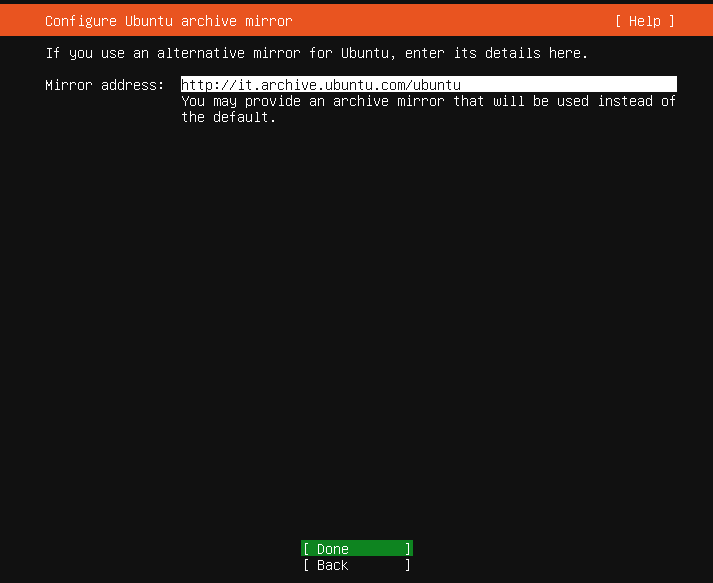 Configure Ubuntu archive mirror [ Help ]
If you use an alternative mirror for Ubuntu, enter its details here.
Mirror address: http://it.archive.ubuntu.com/ubuntu
You may provide an archive mirror that will be used instead of
the default.
[ Done ]
[ Back ]